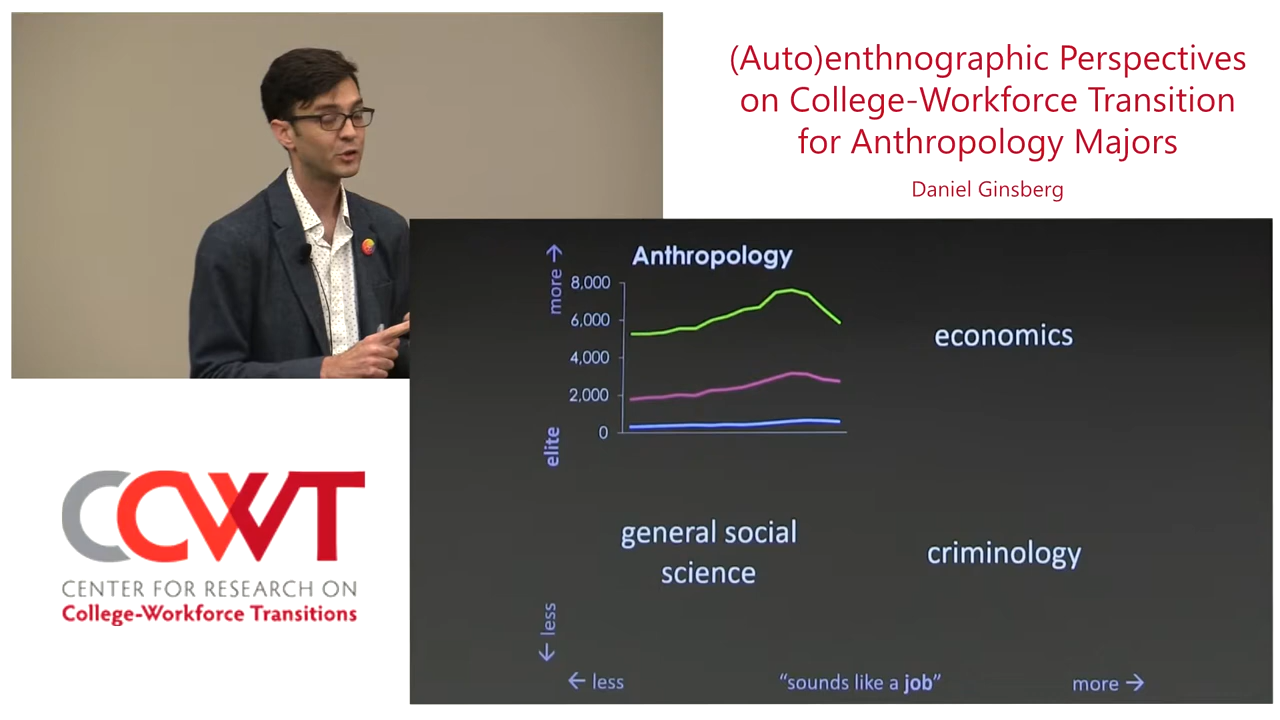 (Auto)enthnographic Perspectives
on College-Workforce Transition
for Anthropology Majors
Daniel Ginsberg
more →
Anthropology
8,000
6,000
4,000
2,000
0
economics
elite
general social
science
criminology
← less
← less
"sounds like a job"
more →
CCWT
CENTER FOR RESEARCH ON
College-Workforce Transitions